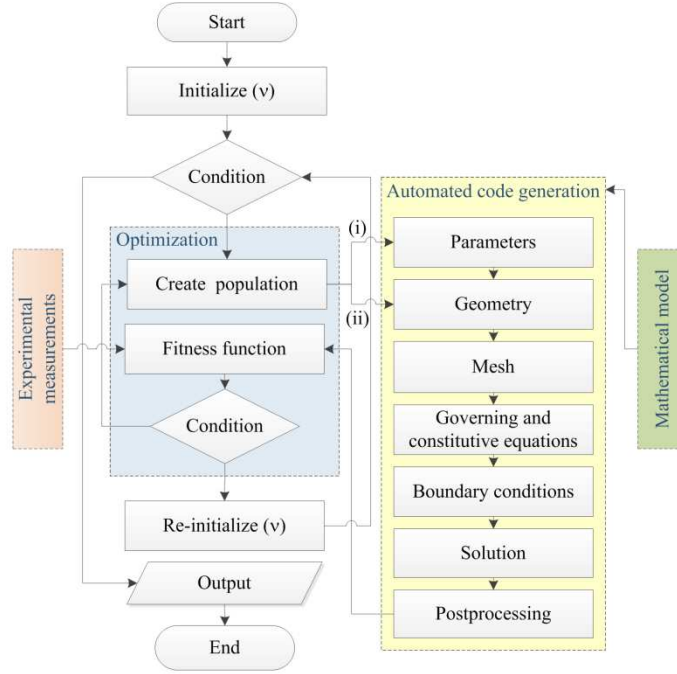 Start
Initialize (ν)
Condition
Optimization
Create population
Fitness function
Condition
Re-initialize (ν)
Output
End
Experimental
measurements
(i)
(ii)
Automated code generation
Parameters
Geometry
Mesh
Governing and
constitutive equations
Boundary conditions
Solution
Postprocessing
Mathematical model